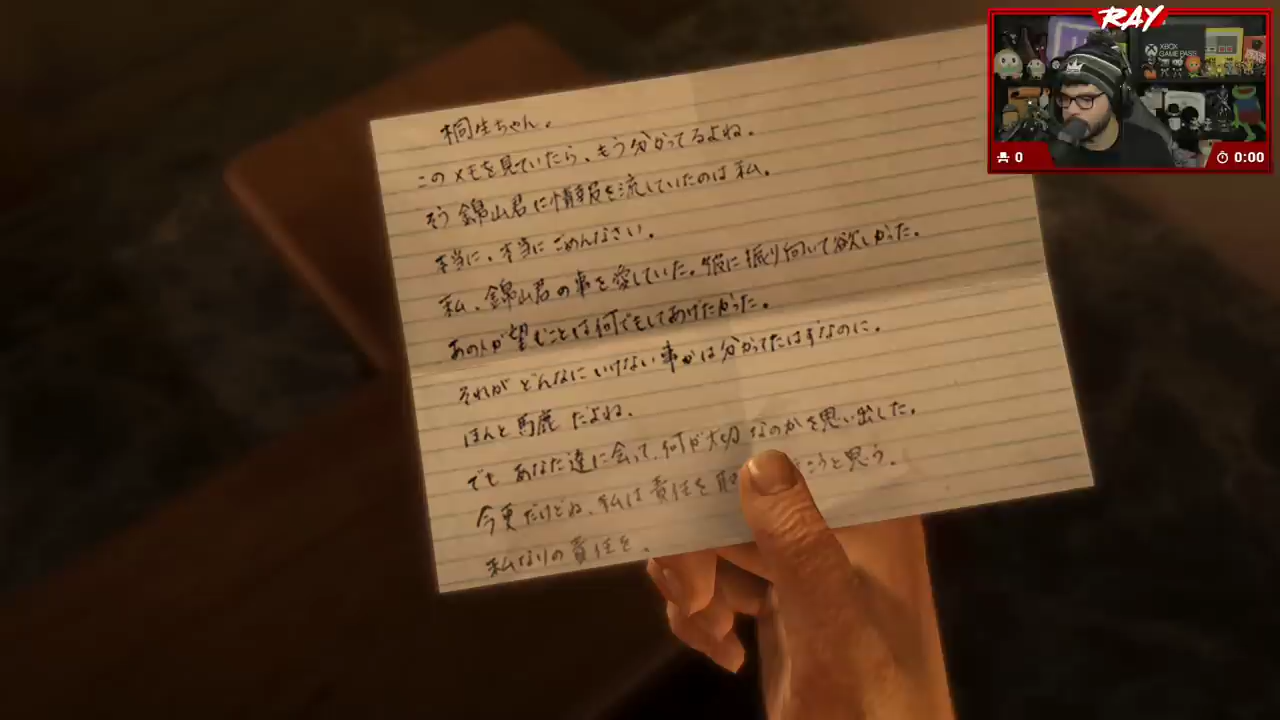 桐生ちゃん。
このメモを見ていたら、もう分かってるよね。
そう 錦山君に情報を流していたのは 私。
本当に、本当に ごめんなさい。
私、錦山君の事を愛していた。彼に振り向いて欲しかった。
あの人が望むことは何でもしてあげたかった。
それが どんなに いけない事かは 分かってたはずなのに。
ほんと 馬鹿 だよね。
でも あなた達に会って、何が大切 なのかを思い出した。
今更だけどね、私は 責任を 取 こうと思う。
私なりの責任を。
RAY
XBOX
GAME PASS
0
0:00